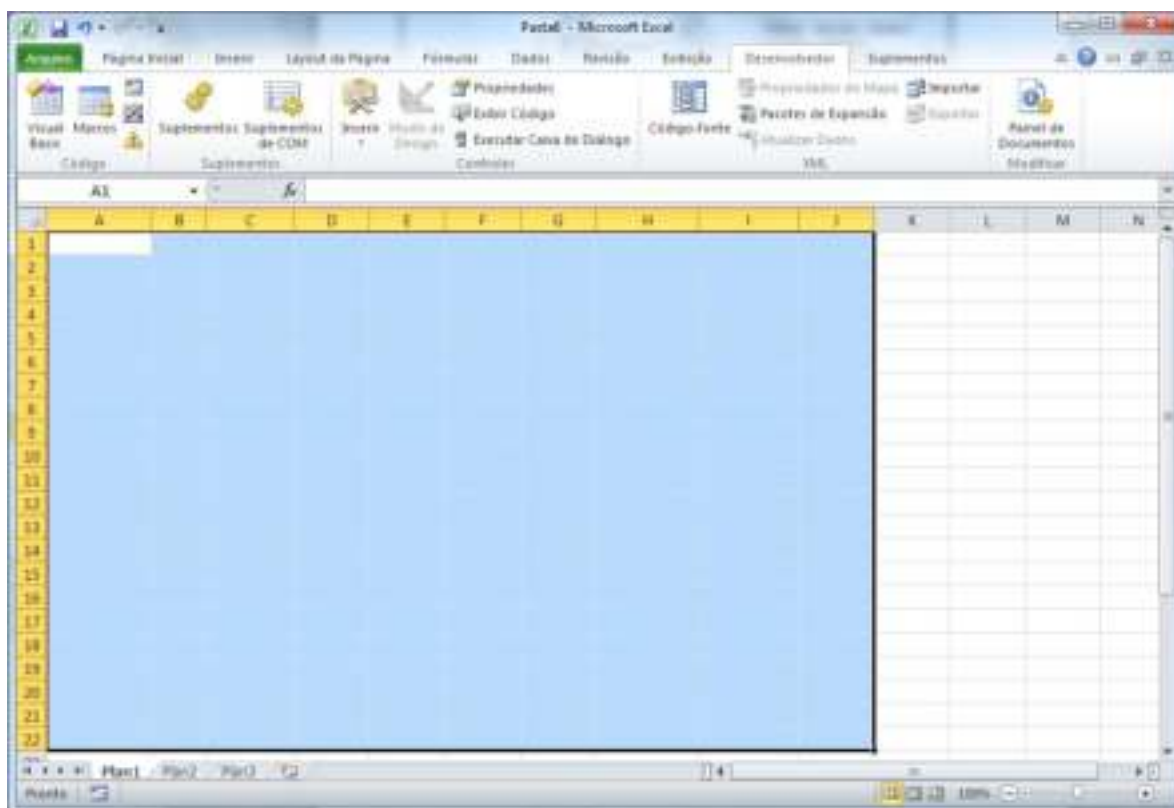 Pasta6 - Microsoft Excel
Arquivo Página Inicial Inserir Layout da Página Fórmulas Dados Revisão Exibição Desenvolvedor Suplementos
Visual Basic
Macros
Código
Suplementos
Suplementos de COM
Suplementos
Inserir
Modo de Design
Propriedades
Exibir Código
Executar Caixa de Diálogo
Controles
Código-Fonte
Propriedades do Mapa
Pacotes de Expansão
Atualizar Dados
Importar
Exportar
XML
Painel de Documentos
Modificar
A1 fx
A B C D E F G H I J K L M N
1
2
3
4
5
6
7
8
9
10
11
12
13
14
15
16
17
18
19
20
21
22
Plan1 Plan2 Plan3
Pronto 100%